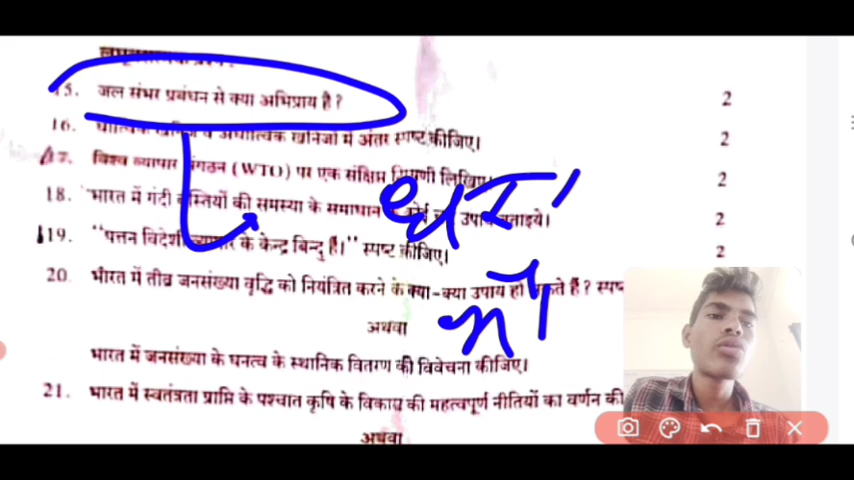 15. जल संभर प्रबंधन से क्या अभिप्राय है? 2
16. धात्विक खनिज व अधात्विक खनिजों में अंतर स्पष्ट कीजिए। 2
17. विश्व व्यापार संगठन (WTO) पर एक संक्षिप्त टिप्पणी लिखिए। 2
18. भारत में गंदी बस्तियों की समस्या के समाधान के कोई उपाय बताइये। 2
19. "पत्तन विदेशी व्यापार के केन्द्र बिन्दु हैं।" स्पष्ट कीजिए। 2
20. भारत में तीव्र जनसंख्या वृद्धि को नियंत्रित करने के क्या-क्या उपाय हो सकते हैं?
अथवा
भारत में जनसंख्या के घनत्व के स्थानिक वितरण की विवेचना कीजिए।
21. भारत में स्वतंत्रता प्राप्ति के पश्चात कृषि के विकास की महत्वपूर्ण नीतियों का वर्णन
अथवा